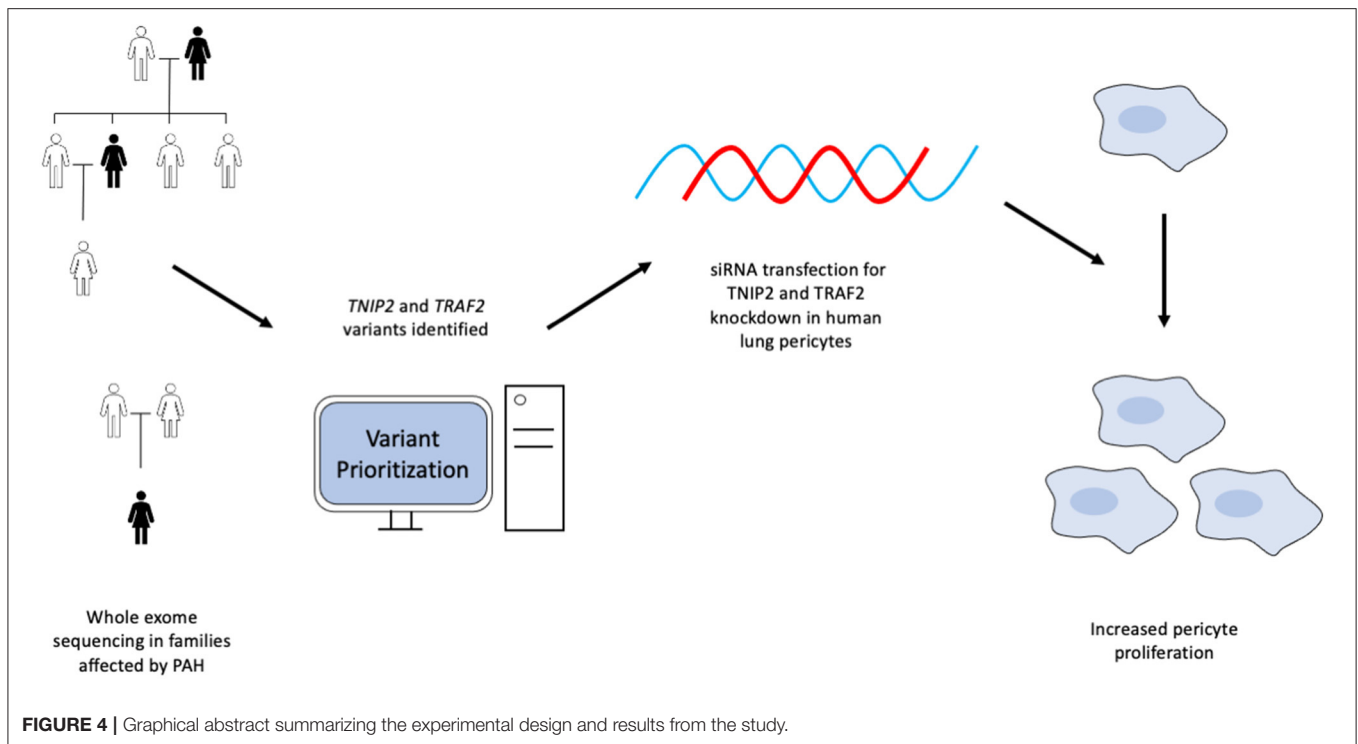 Whole exome
sequencing in families
affected by PAH
TNIP2 and TRAF2
variants identified
Variant
Prioritization
siRNA transfection for
TNIP2 and TRAF2
knockdown in human
lung pericytes
Increased pericyte
proliferation
FIGURE 4 | Graphical abstract summarizing the experimental design and results from the study.